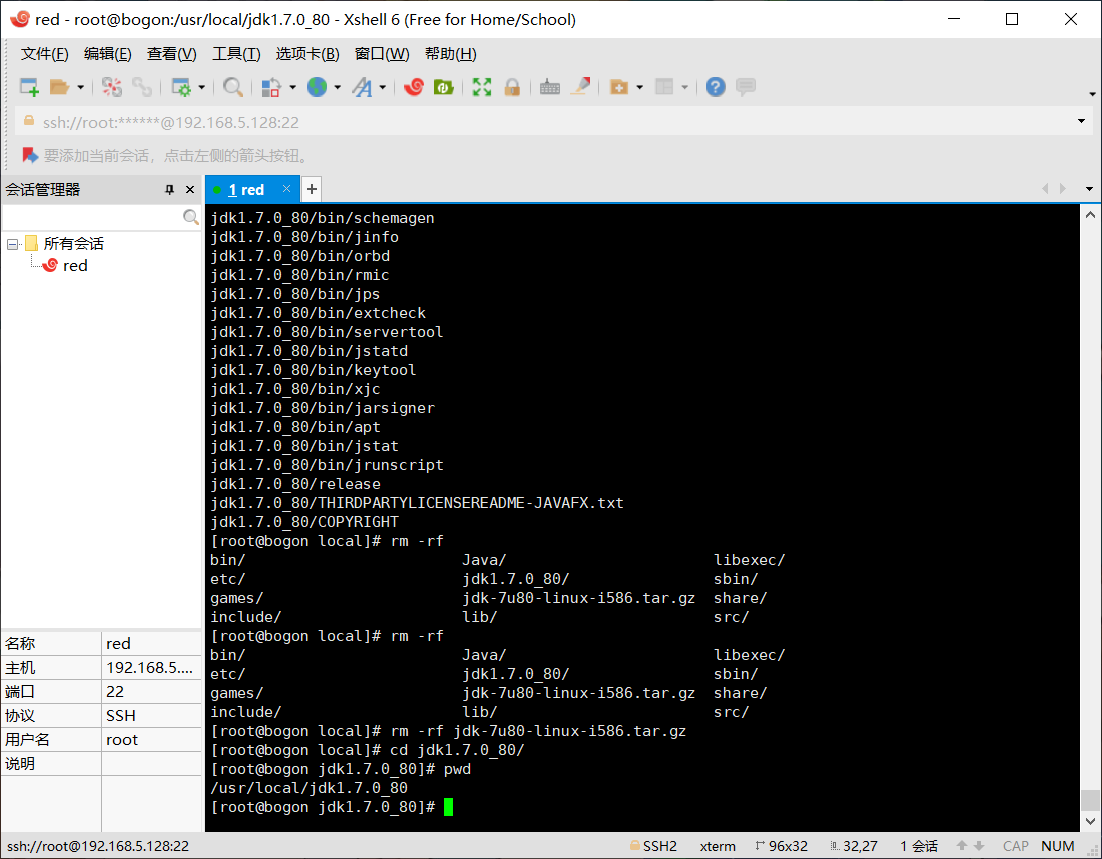 red - root@bogon:/usr/local/jdk1.7.0_80 - Xshell 6 (Free for Home/School)
文件(F) 编辑(E) 查看(V) 工具(T) 选项卡(B) 窗口(W) 帮助(H)
ssh://root:******@192.168.5.128:22
要添加当前会话，点击左侧的箭头按钮。
会话管理器
1 red
所有会话
red
名称 red
主机 192.168.5....
端口 22
协议 SSH
用户名 root
说明
jdk1.7.0_80/bin/schemagen
jdk1.7.0_80/bin/jinfo
jdk1.7.0_80/bin/orbd
jdk1.7.0_80/bin/rmic
jdk1.7.0_80/bin/jps
jdk1.7.0_80/bin/extcheck
jdk1.7.0_80/bin/servertool
jdk1.7.0_80/bin/jstatd
jdk1.7.0_80/bin/keytool
jdk1.7.0_80/bin/xjc
jdk1.7.0_80/bin/jarsigner
jdk1.7.0_80/bin/apt
jdk1.7.0_80/bin/jstat
jdk1.7.0_80/bin/jrunscript
jdk1.7.0_80/release
jdk1.7.0_80/THIRDPARTYLICENSEREADME-JAVAFX.txt
jdk1.7.0_80/COPYRIGHT
[root@bogon local]# rm -rf
bin/ Java/ libexec/
etc/ jdk1.7.0_80/ sbin/
games/ jdk-7u80-linux-i586.tar.gz share/
include/ lib/ src/
[root@bogon local]# rm -rf
bin/ Java/ libexec/
etc/ jdk1.7.0_80/ sbin/
games/ jdk-7u80-linux-i586.tar.gz share/
include/ lib/ src/
[root@bogon local]# rm -rf jdk-7u80-linux-i586.tar.gz
[root@bogon local]# cd jdk1.7.0_80/
[root@bogon jdk1.7.0_80]# pwd
/usr/local/jdk1.7.0_80
[root@bogon jdk1.7.0_80]#
ssh://root@192.168.5.128:22 SSH2 xterm 96x32 32,27 1 会话 CAP NUM